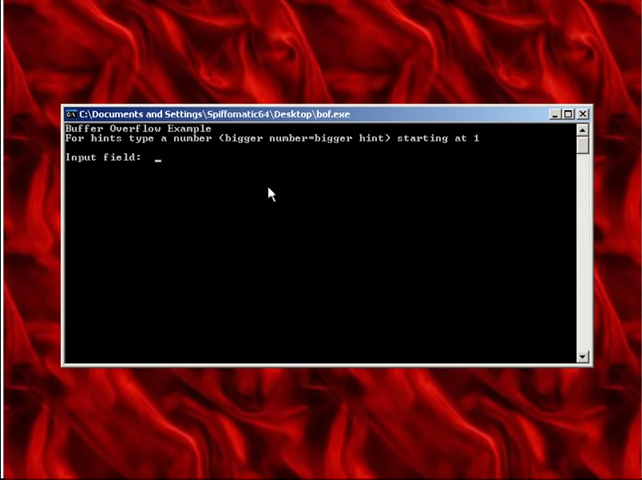 C:\Documents and Settings\Spiffomatic64\Desktop\bof.exe
Buffer Overflow Example
For hints type a number (bigger number=bigger hint) starting at 1
Input field: _